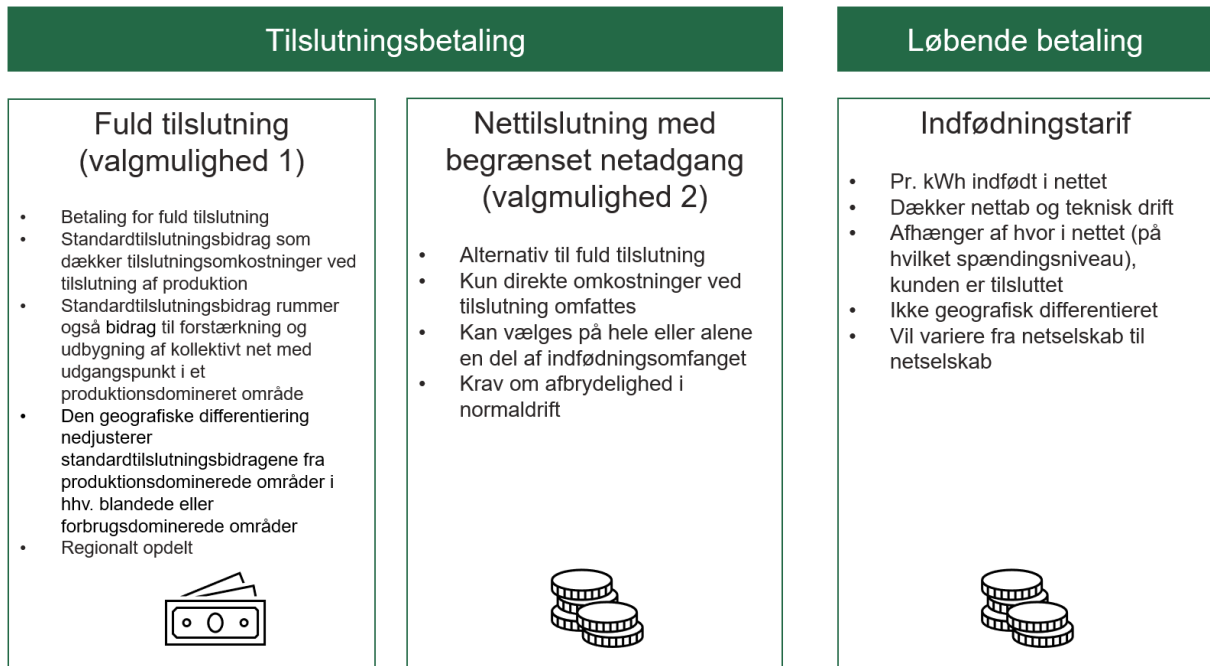 Tilslutningsbetaling
Løbende betaling
Fuld tilslutning
(valgmulighed 1)
• Betaling for fuld tilslutning
• Standardtilslutningsbidrag som
dækker tilslutningsomkostninger ved
tilslutning af produktion
• Standardtilslutningsbidrag rummer
også bidrag til forstærkning og
udbygning af kollektivt net med
udgangspunkt i et
produktionsdomineret område
• Den geografiske differentiering
nedjusterer
standardtilslutningsbidragene fra
produktionsdominerede områder i
hhv. blandede eller
forbrugsdominerede områder
• Regionalt opdelt
Nettilslutning med
begrænset netadgang
(valgmulighed 2)
• Alternativ til fuld tilslutning
• Kun direkte omkostninger ved
tilslutning omfattes
• Kan vælges på hele eller alene
en del af indfødningsomfanget
• Krav om afbrydelighed i
normaldrift
Indfødningstarif
• Pr. kWh indfødt i nettet
• Dækker nettab og teknisk drift
• Afhænger af hvor i nettet (på
hvilket spændingsniveau),
kunden er tilsluttet
• Ikke geografisk differentieret
• Vil variere fra netselskab til
netselskab